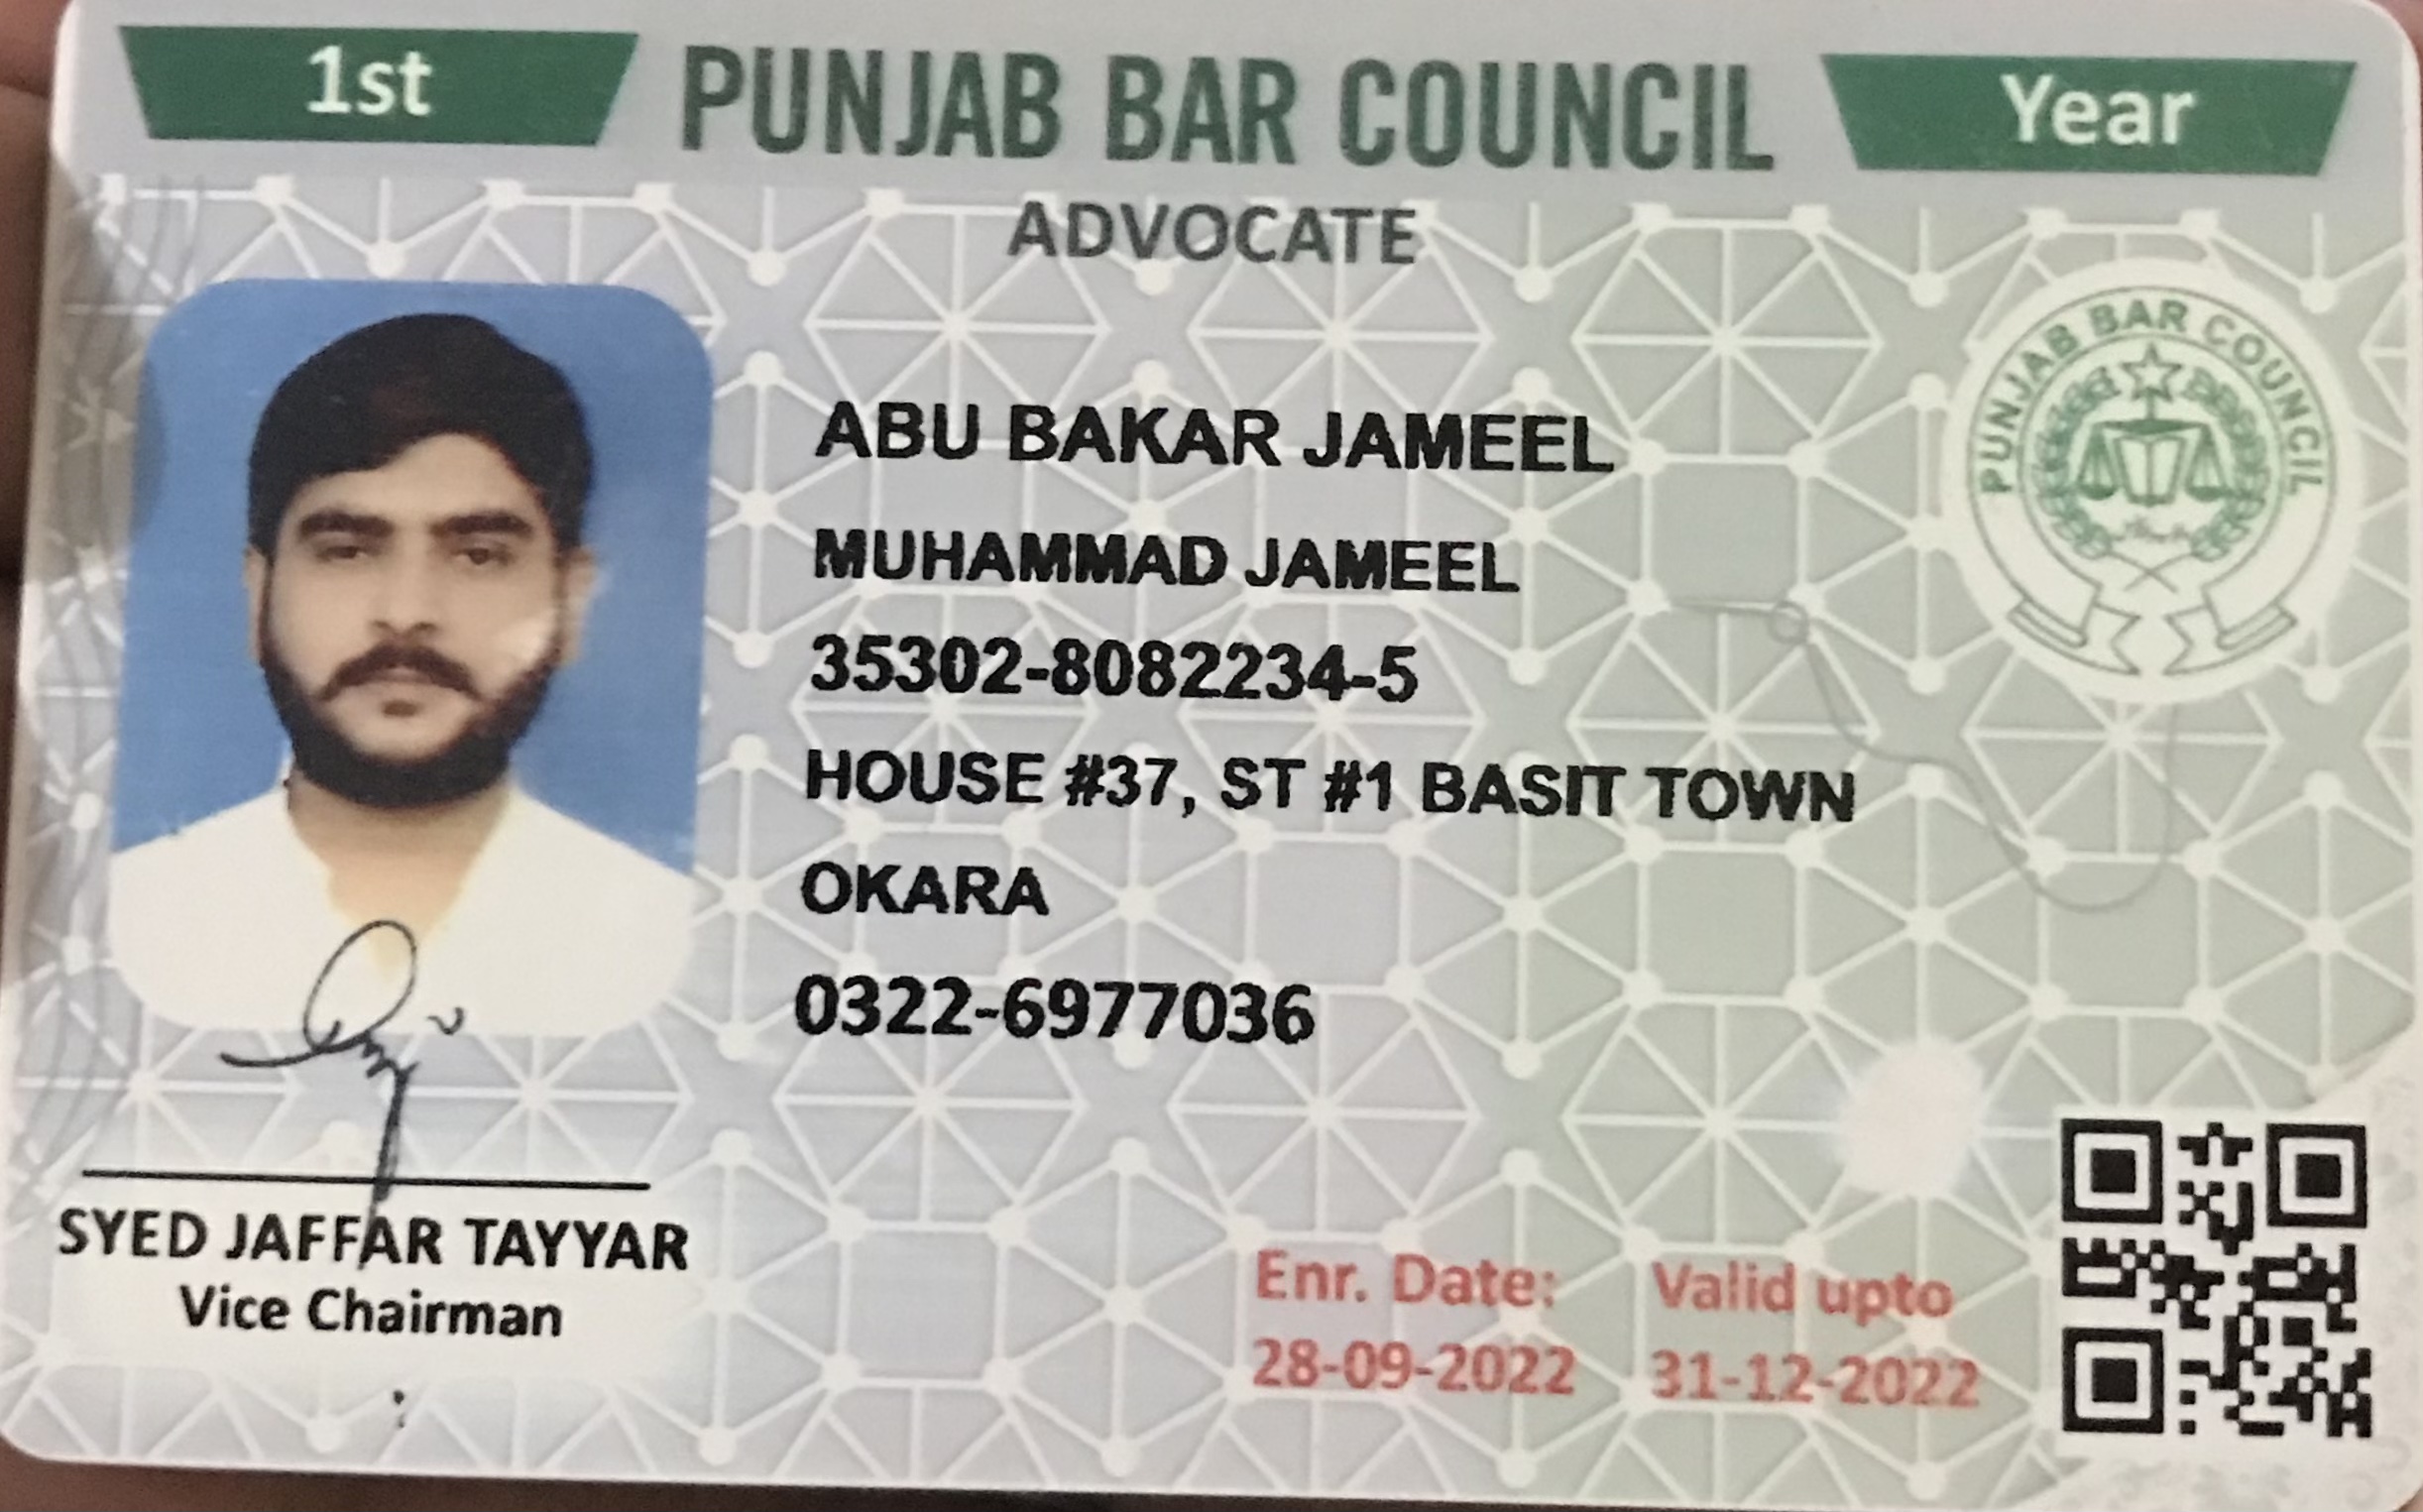 1st
PUNJAB BAR COUNCIL
Year
ADVOCATE
PUNJAB BAR COUNCIL
ABU BAKAR JAMEEL
MUHAMMAD JAMEEL
35302-8082234-5
HOUSE #37, ST #1 BASIT TOWN
OKARA
0322-6977036
SYED JAFFAR TAYYAR
Vice Chairman
Enr. Date:
28-09-2022
Valid upto
31-12-2022